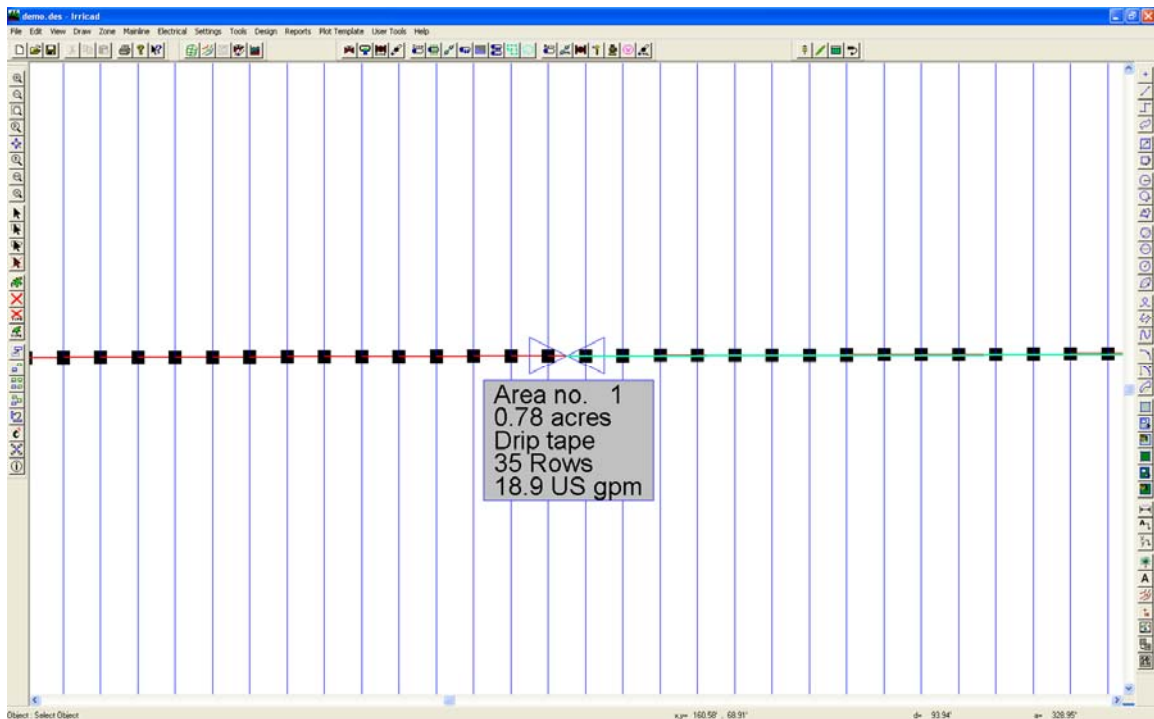 demo.des - Irricad
File Edit View Draw Zone Mainline Electrical Settings Tools Design Reports Plot Template User Tools Help
Area no. 1
0.78 acres
Drip tape
35 Rows
18.9 US gpm
Object : Select Object x,y= 160.58' , 68.91' d= 93.94' a= 328.95°